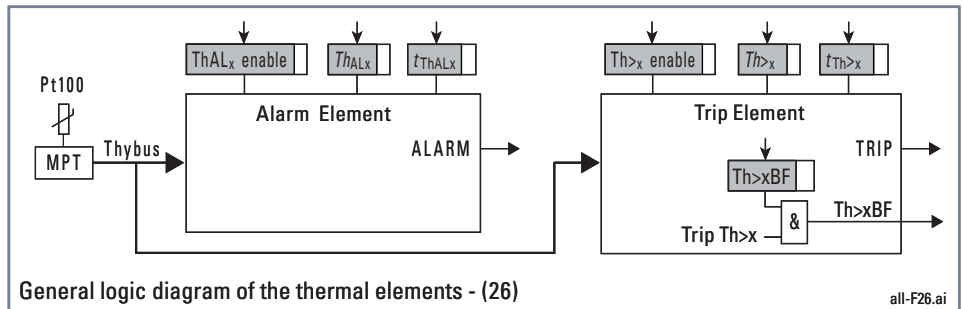 ThALx enable
ThALx
tThALx
Th>x enable
Th>x
tTh>x
Pt100
MPT
Thybus
Alarm Element
ALARM
Trip Element
TRIP
Th>xBF
&
Th>xBF
Trip Th>x
General logic diagram of the thermal elements - (26)
all-F26.ai